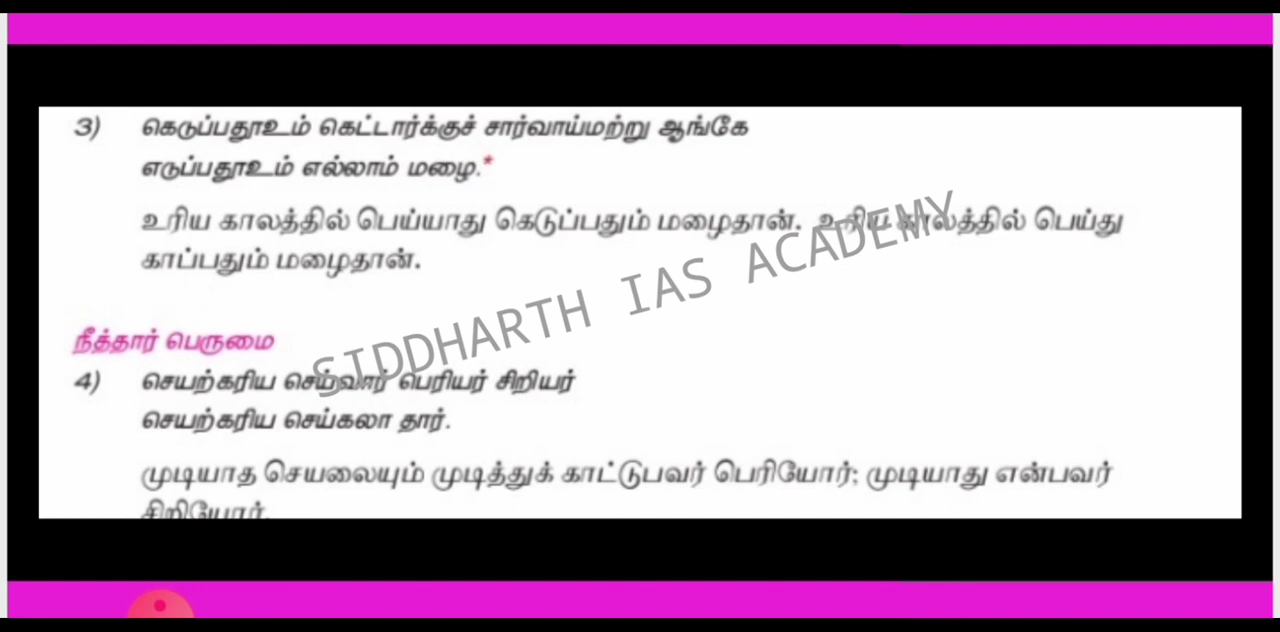 3) கெடுப்பதூஉம் கெட்டார்க்குச் சார்வாய்மற்று ஆங்கே
எடுப்பதூஉம் எல்லாம் மழை.*
உரிய காலத்தில் பெய்யாது கெடுப்பதும் மழைதான். உரிய காலத்தில் பெய்து
காப்பதும் மழைதான்.
SIDDHARTH IAS ACADEMY
நீத்தார் பெருமை
4) செயற்கரிய செய்வார் பெரியர் சிறியர்
செயற்கரிய செய்கலா தார்.
முடியாத செயலையும் முடித்துக் காட்டுபவர் பெரியோர்; முடியாது என்பவர்
சிறியோர்.